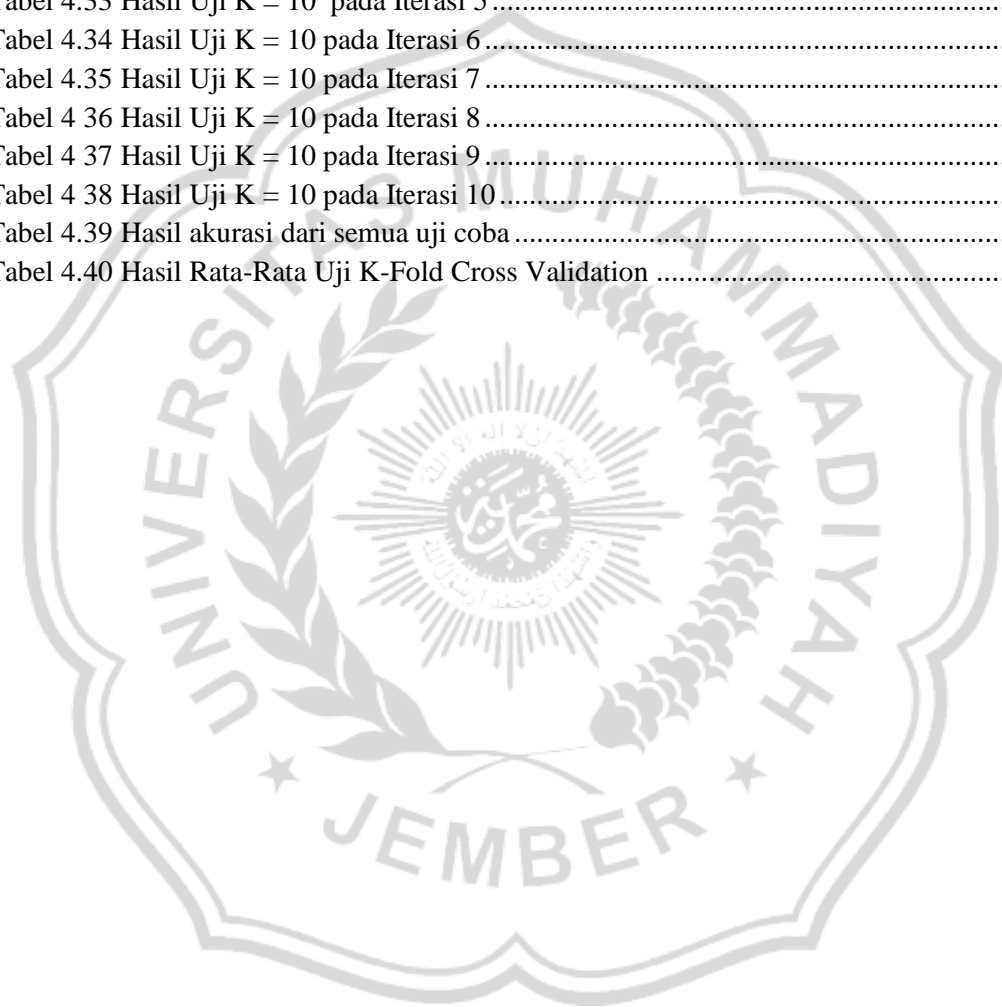 Tabel 4.33 Hasil Uji K = 10 pada Iterasi 5
Tabel 4.34 Hasil Uji K = 10 pada Iterasi 6
Tabel 4.35 Hasil Uji K = 10 pada Iterasi 7
Tabel 4 36 Hasil Uji K = 10 pada Iterasi 8
Tabel 4 37 Hasil Uji K = 10 pada Iterasi 9
Tabel 4 38 Hasil Uji K = 10 pada Iterasi 10
Tabel 4.39 Hasil akurasi dari semua uji coba
Tabel 4.40 Hasil Rata-Rata Uji K-Fold Cross Validation
UNIVERSITAS MUHAMMADIYAH
JEMBER